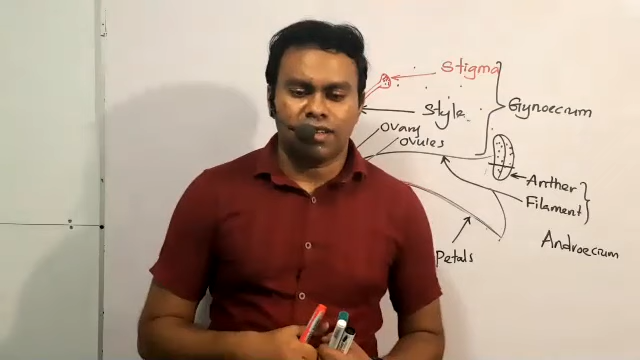 Stigma
Style
Gynoecium
Ovary
Ovules
Anther
Filament
Androecium
Petals